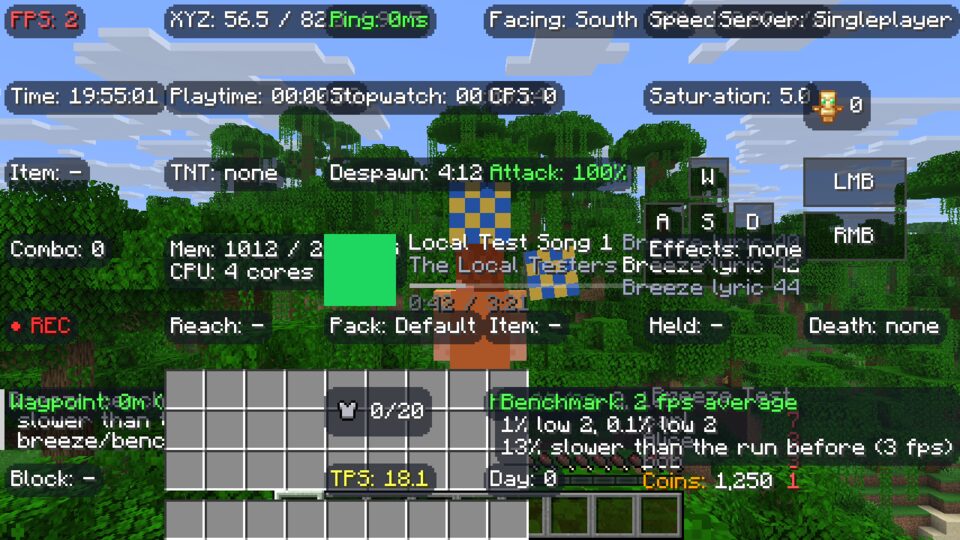 FPS: 2
XYZ: 56.5 / 82
Ping: 0ms
Facing: South
Speed
Server: Singleplayer
Time: 19:55:01
Playtime: 00:00
Stopwatch: 00
CPS: 0
Saturation: 5.0
0
Item: -
TNT: none
Despawn: 4:12
Attack: 100%
W
LMB
A
S
D
RMB
Combo: 0
Mem: 1012 / 2
CPU: 4 cores
Local Test Song 1
The Local Testers
0:42 / 3:21
Breeze lyric
Effects: none
Breeze lyric 42
Breeze lyric 44
REC
Reach: -
Pack: Default
Item: -
Held: -
Death: none
Waypoint: 0m
slower than
breeze/benc
0/20
Breeze Test
Benchmark: 2 fps average
1% low 2, 0.1% low 2
13% slower than the run before (3 fps)
Block: -
TPS: 18.1
Day: 0
Coins: 1,250
1